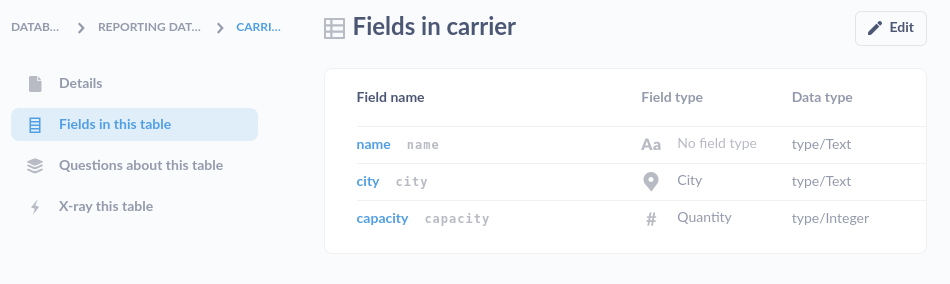 DATAB... REPORTING DAT... CARRI...
Fields in carrier
Edit
Details
Fields in this table
Questions about this table
X-ray this table
Field name Field type Data type
name name Aa No field type type/Text
city city City type/Text
capacity capacity # Quantity type/Integer